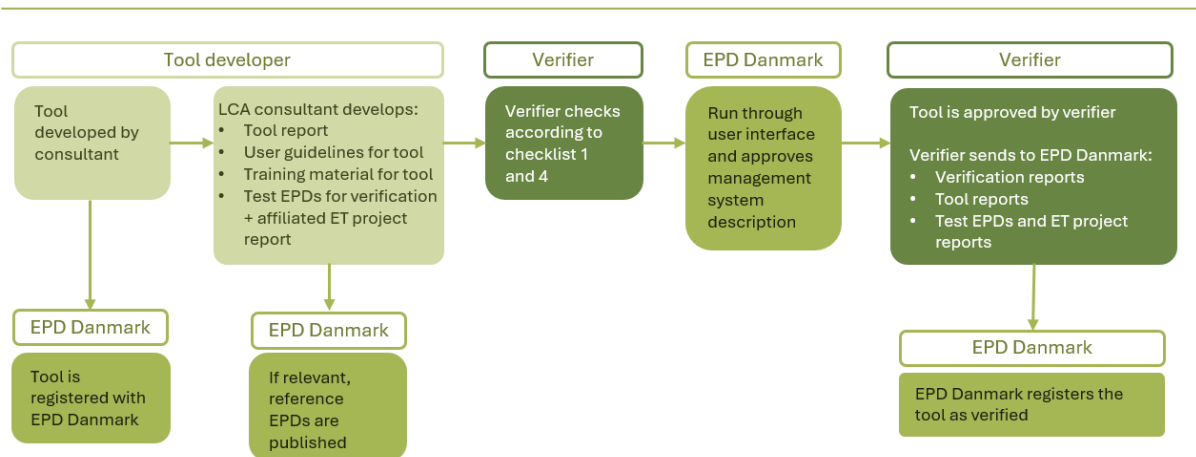 Tool developer
Tool
developed by
consultant
LCA consultant develops:
• Tool report
• User guidelines for tool
• Training material for tool
• Test EPDs for verification
+ affiliated ET project
report
Verifier
Verifier checks
according to
checklist 1
and 4
EPD Danmark
Run through
user interface
and approves
management
system
description
Verifier
Tool is approved by verifier
Verifier sends to EPD Danmark:
• Verification reports
• Tool reports
• Test EPDs and ET project
reports
EPD Danmark
Tool is
registered with
EPD Danmark
EPD Danmark
If relevant,
reference
EPDs are
published
EPD Danmark
EPD Danmark registers the
tool as verified